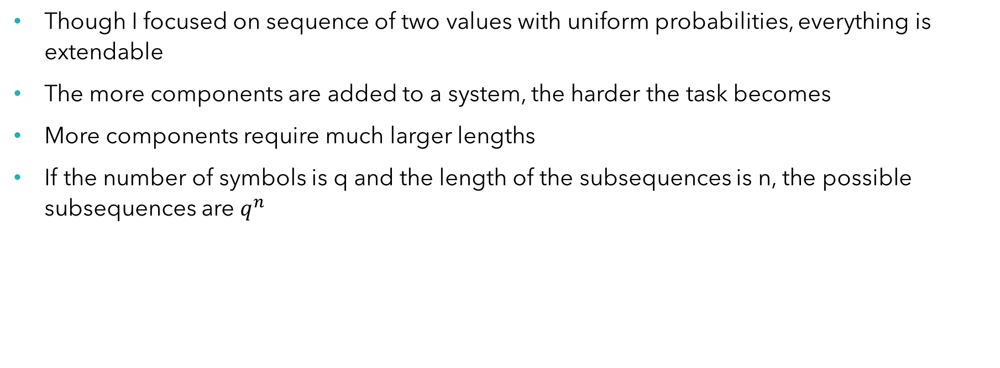 • Though I focused on sequence of two values with uniform probabilities, everything is
extendable
• The more components are added to a system, the harder the task becomes
• More components require much larger lengths
• If the number of symbols is q and the length of the subsequences is n, the possible
subsequences are qⁿ